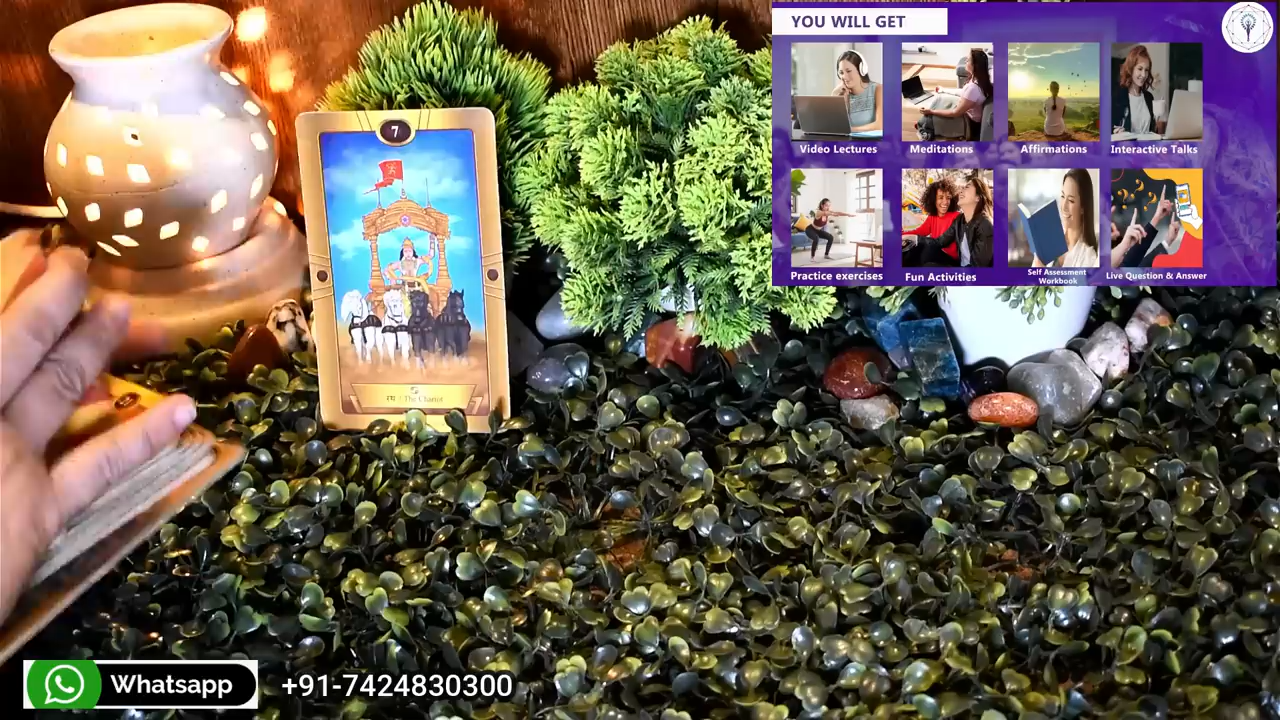 YOU WILL GET
Video Lectures
Meditations
Affirmations
Interactive Talks
Practice exercises
Fun Activities
Self Assessment
Workbook
Live Question & Answer
7
रथ / The Chariot
Whatsapp
+91-7424830300